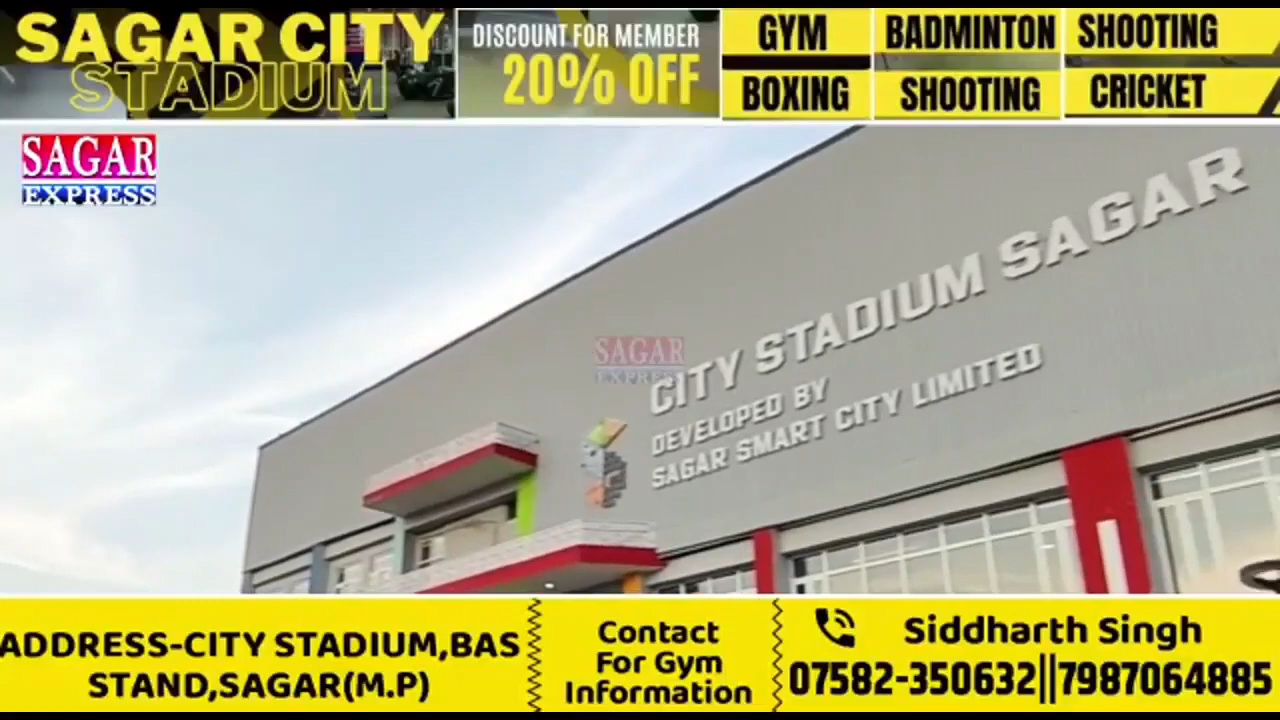 SAGAR CITY
STADIUM
DISCOUNT FOR MEMBER
20% OFF
GYM
BADMINTON
SHOOTING
BOXING
SHOOTING
CRICKET
SAGAR
EXPRESS
CITY STADIUM SAGAR
DEVELOPED BY
SAGAR SMART CITY LIMITED
SAGAR
EXPRESS
ADDRESS-CITY STADIUM,BAS
STAND,SAGAR(M.P)
Contact
For Gym
Information
Siddharth Singh
07582-350632||7987064885